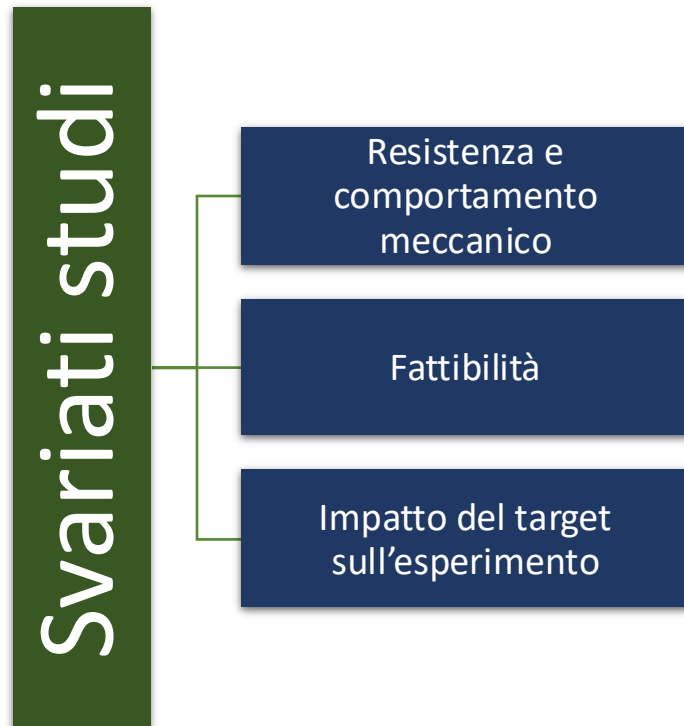 Svariati studi
Resistenza e
comportamento
meccanico
Fattibilità
Impatto del target
sull’esperimento